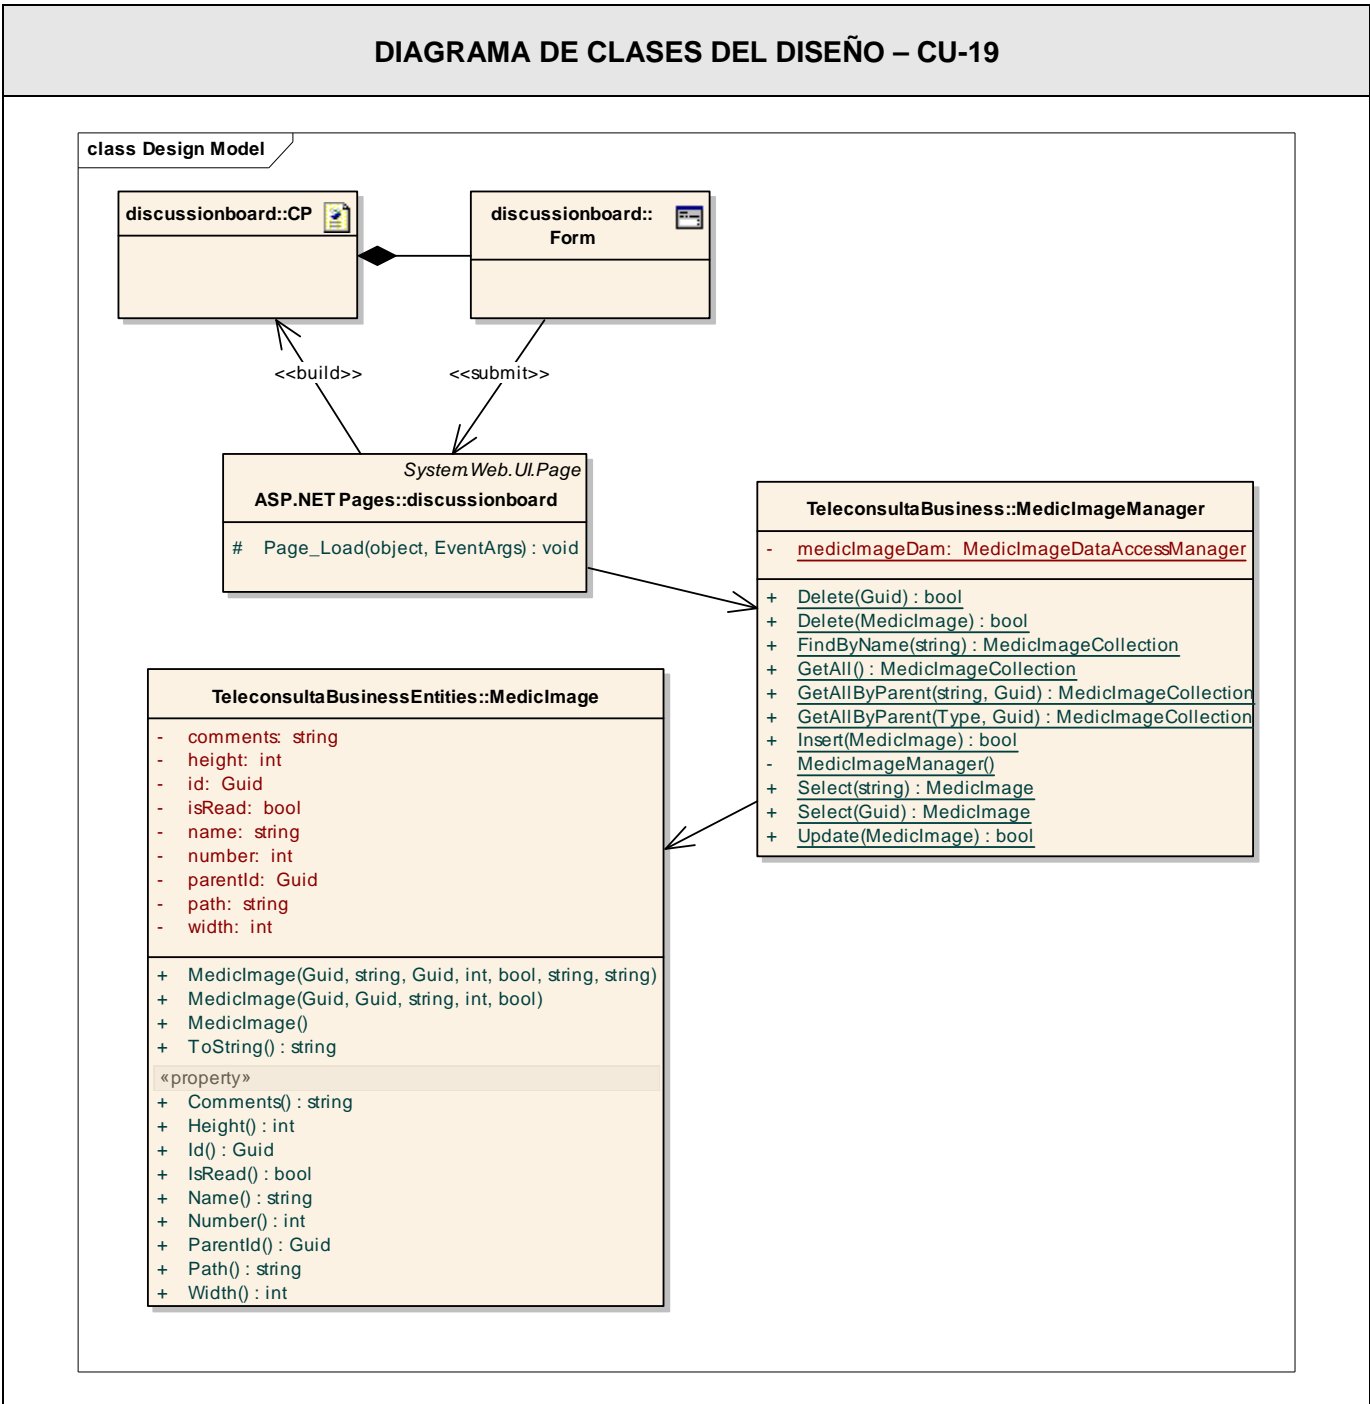 DIAGRAMA DE CLASES DEL DISEÑO – CU-19
class Design Model
discussionboard::CP
discussionboard::
Form
<<build>>
<<submit>>
System.Web.UI.Page
ASP.NET Pages::discussionboard
# Page_Load(object, EventArgs) : void
TeleconsultaBusiness::MedicImageManager
- medicImageDam: MedicImageDataAccessManager
+ Delete(Guid) : bool
+ Delete(MedicImage) : bool
+ FindByName(string) : MedicImageCollection
+ GetAll() : MedicImageCollection
+ GetAllByParent(string, Guid) : MedicImageCollection
+ GetAllByParent(Type, Guid) : MedicImageCollection
+ Insert(MedicImage) : bool
- MedicImageManager()
+ Select(string) : MedicImage
+ Select(Guid) : MedicImage
+ Update(MedicImage) : bool
TeleconsultaBusinessEntities::MedicImage
- comments: string
- height: int
- id: Guid
- isRead: bool
- name: string
- number: int
- parentId: Guid
- path: string
- width: int
+ MedicImage(Guid, string, Guid, int, bool, string, string)
+ MedicImage(Guid, Guid, string, int, bool)
+ MedicImage()
+ ToString() : string
«property»
+ Comments() : string
+ Height() : int
+ Id() : Guid
+ IsRead() : bool
+ Name() : string
+ Number() : int
+ ParentId() : Guid
+ Path() : string
+ Width() : int